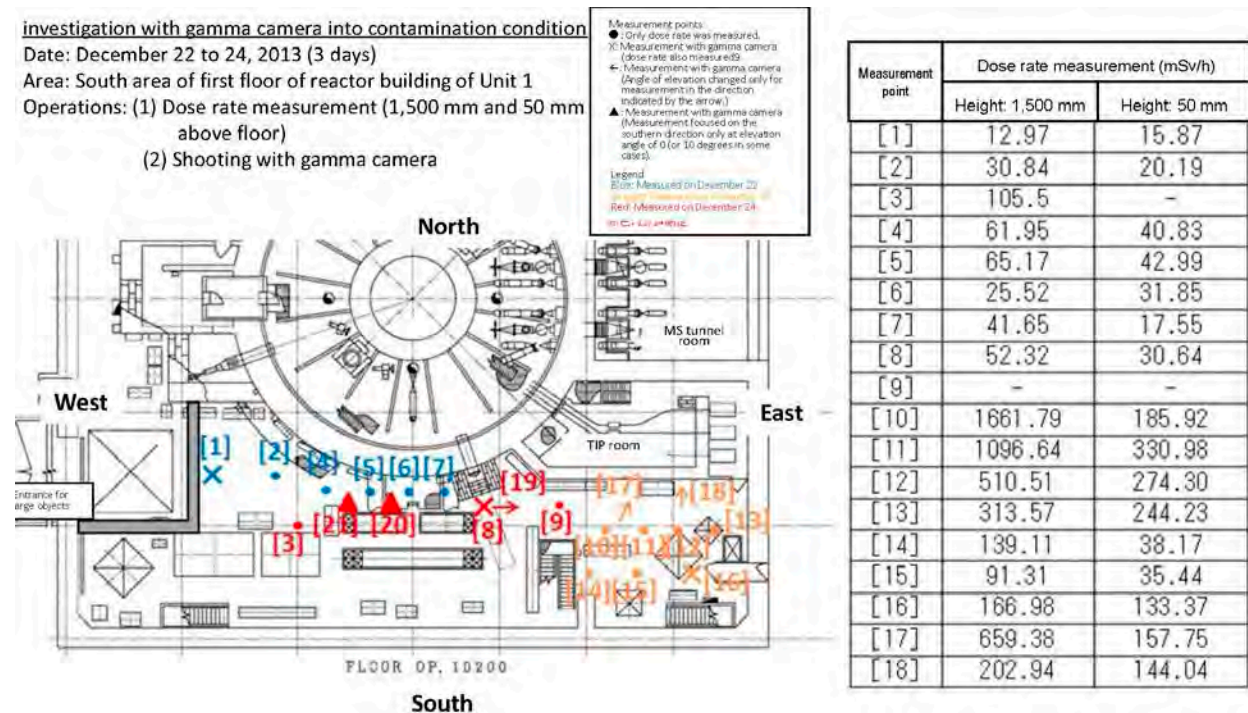 investigation with gamma camera into contamination condition
Date: December 22 to 24, 2013 (3 days)
Area: South area of first floor of reactor building of Unit 1
Operations: (1) Dose rate measurement (1,500 mm and 50 mm
above floor)
(2) Shooting with gamma camera
Measurement points
●: Only dose rate was measured.
X: Measurement with gamma camera
(dose rate also measured9.
←: Measurement with gamma camera
(Angle of elevation changed only for
measurement in the direction
indicated by the arrow.)
▲: Measurement with gamma camera
(Measurement focused on the
southern direction only at elevation
angle of 0 (or 10 degrees in some
cases).
Legend
Blue: Measured on December 22
Red: Measured on December 24
North
MS tunnel
room
West
East
TIP room
Entrance for
arge objects
[1]
[2]
[4]
[5]
[6]
[7]
[19]
[17]
[18]
[3]
[20]
[8]
[9]
[13]
[10]
[11]
[12]
[14]
[15]
[16]
FLOOR OP. 10200
South
Measurement point Dose rate measurement (mSv/h)
Height: 1,500 mm Height: 50 mm
[1] 12.97 15.87
[2] 30.84 20.19
[3] 105.5 -
[4] 61.95 40.83
[5] 65.17 42.99
[6] 25.52 31.85
[7] 41.65 17.55
[8] 52.32 30.64
[9] - -
[10] 1661.79 185.92
[11] 1096.64 330.98
[12] 510.51 274.30
[13] 313.57 244.23
[14] 139.11 38.17
[15] 91.31 35.44
[16] 166.98 133.37
[17] 659.38 157.75
[18] 202.94 144.04